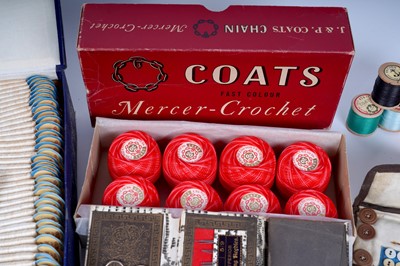 J. & P. COATS CHAIN
Mercer-Crochet
COATS
FAST COLOUR
Mercer-Crochet